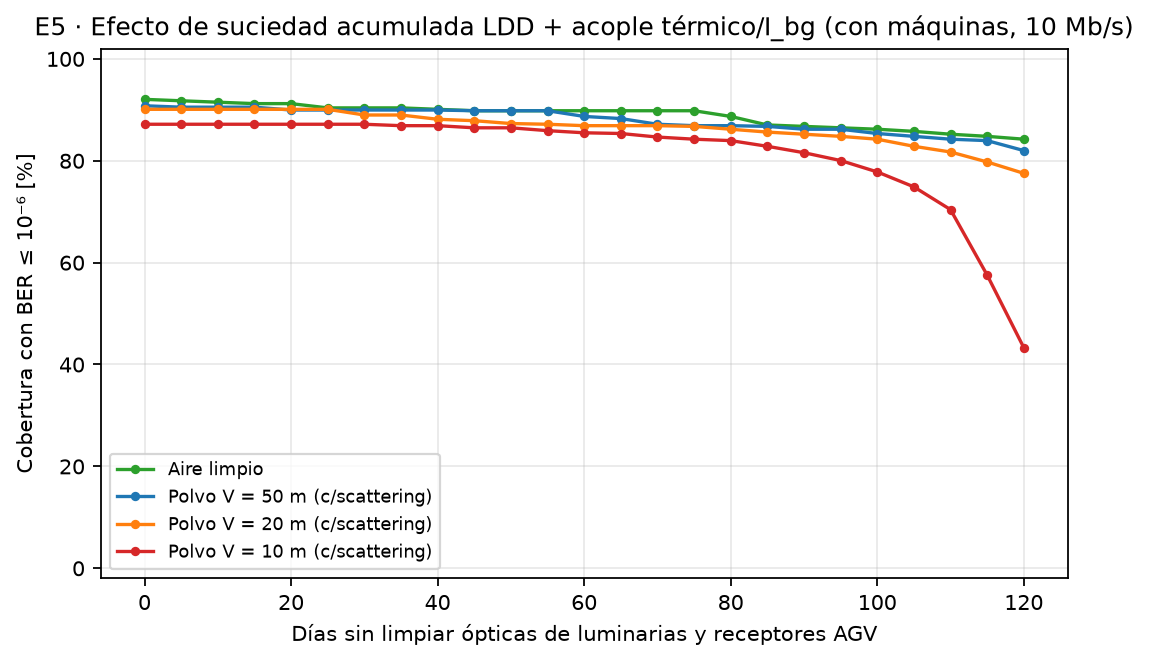 E5 · Efecto de suciedad acumulada LDD + acople térmico/I_bg (con máquinas, 10 Mb/s)
Cobertura con BER ≤ 10⁻⁶ [%]
100
80
60
40
20
0
Aire limpio
Polvo V = 50 m (c/scattering)
Polvo V = 20 m (c/scattering)
Polvo V = 10 m (c/scattering)
0 20 40 60 80 100 120
Días sin limpiar ópticas de luminarias y receptores AGV